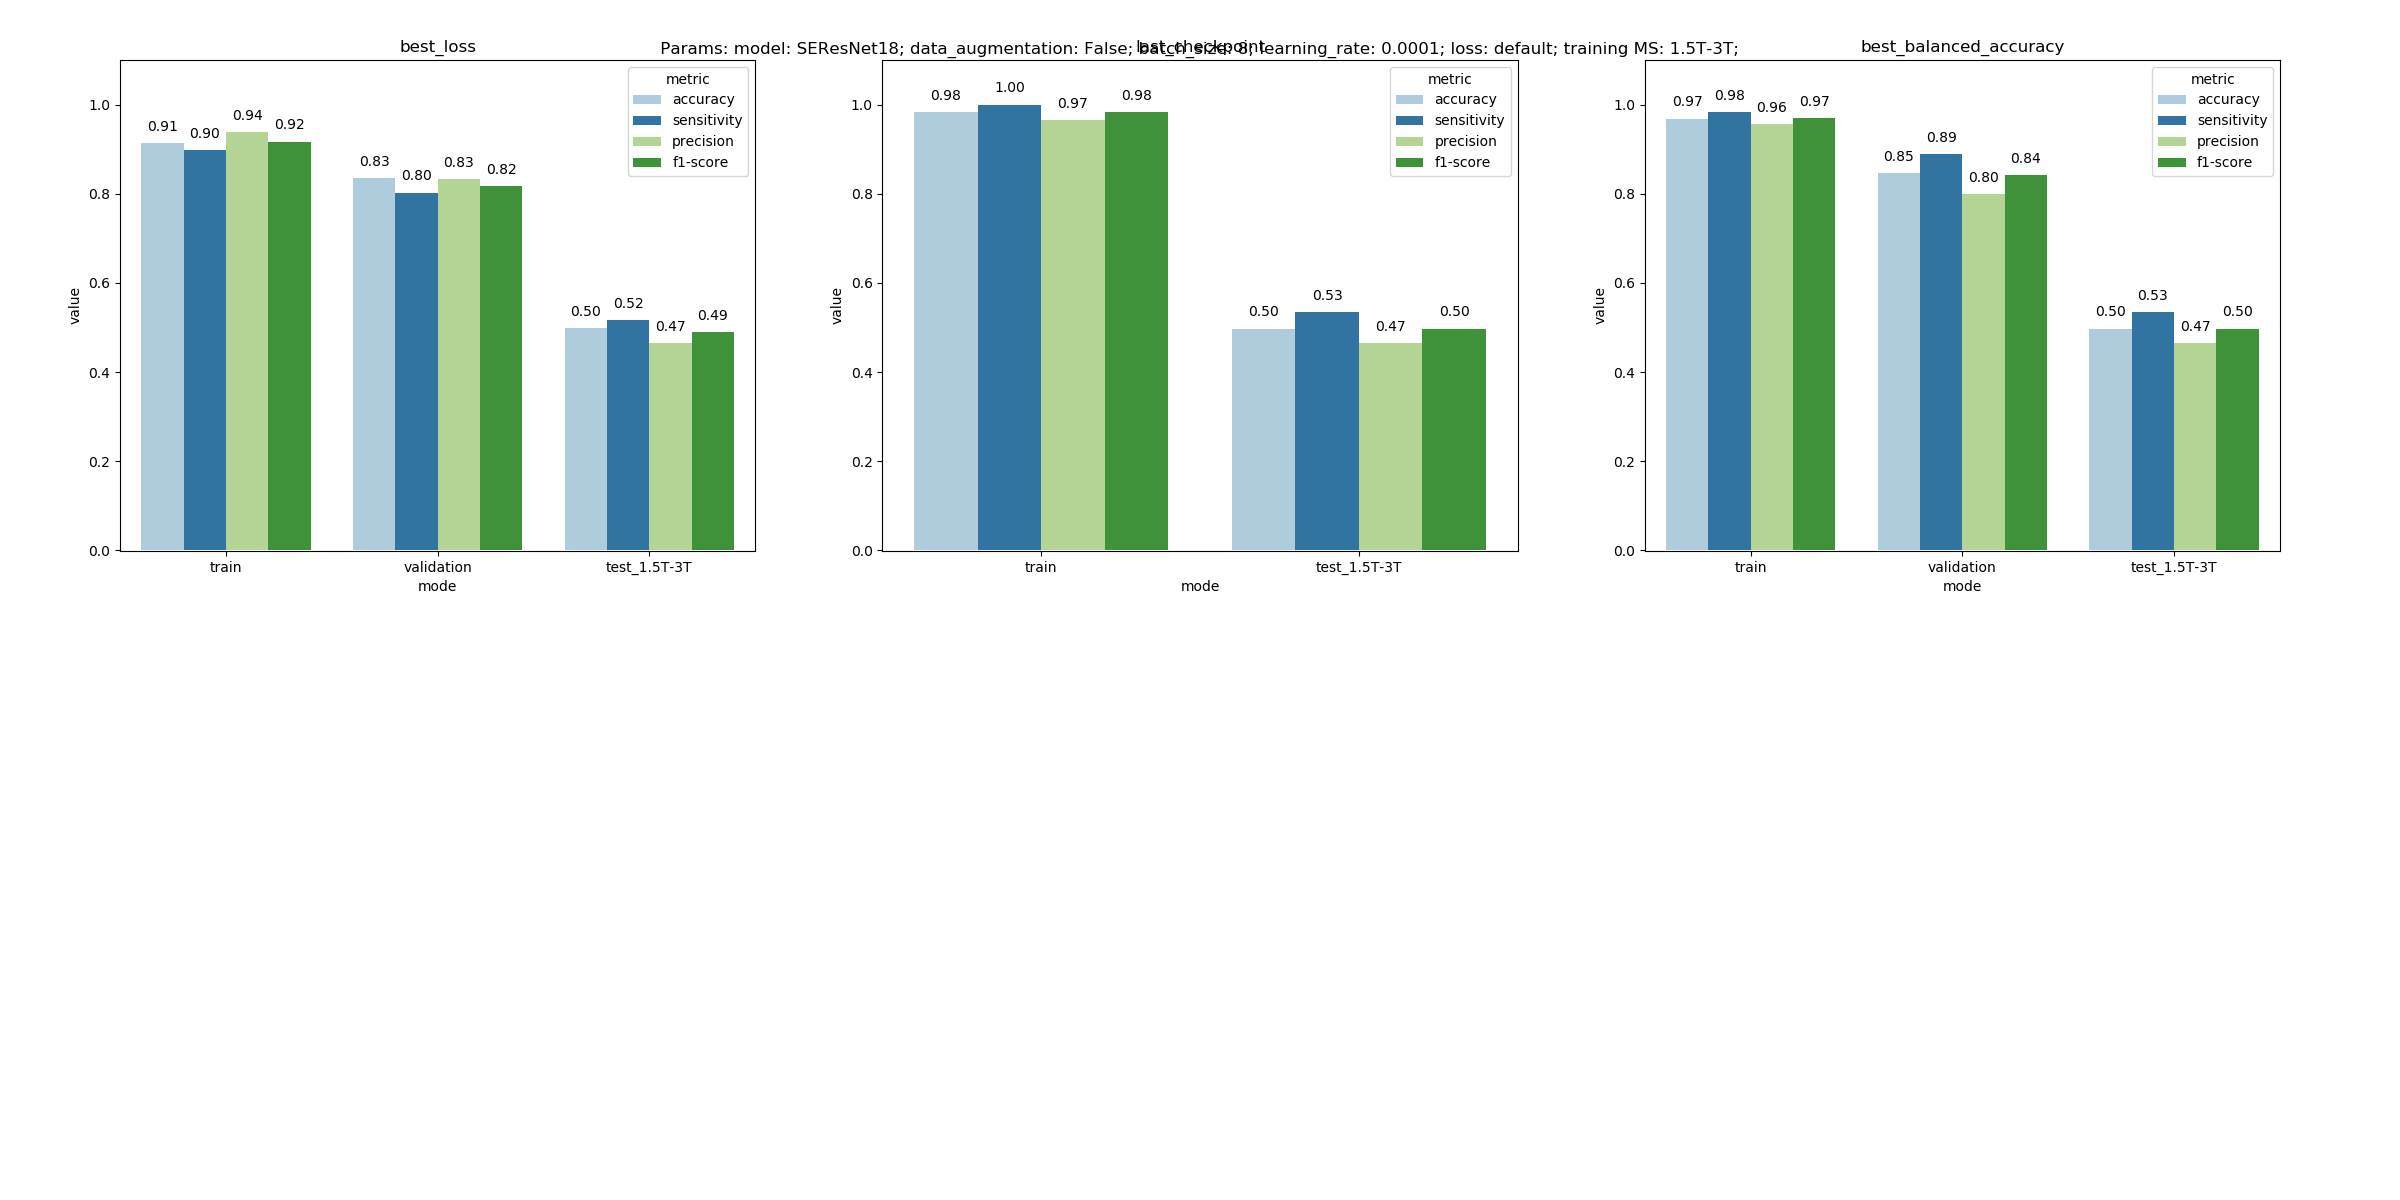 best_loss
Params: model: SEResNet18; data_augmentation: False; batch_size: 8; learning_rate: 0.0001; loss: default; training MS: 1.5T-3T;
last_checkpoint
best_balanced_accuracy
metric
accuracy
sensitivity
precision
f1-score
1.0
0.8
0.6
0.4
0.2
0.0
value
0.91
0.90
0.94
0.92
0.83
0.80
0.83
0.82
0.50
0.52
0.47
0.49
train
validation
test_1.5T-3T
mode
metric
accuracy
sensitivity
precision
f1-score
1.0
0.8
0.6
0.4
0.2
0.0
value
0.98
1.00
0.97
0.98
0.50
0.53
0.47
0.50
train
test_1.5T-3T
mode
metric
accuracy
sensitivity
precision
f1-score
1.0
0.8
0.6
0.4
0.2
0.0
value
0.97
0.98
0.96
0.97
0.85
0.89
0.80
0.84
0.50
0.53
0.47
0.50
train
validation
test_1.5T-3T
mode